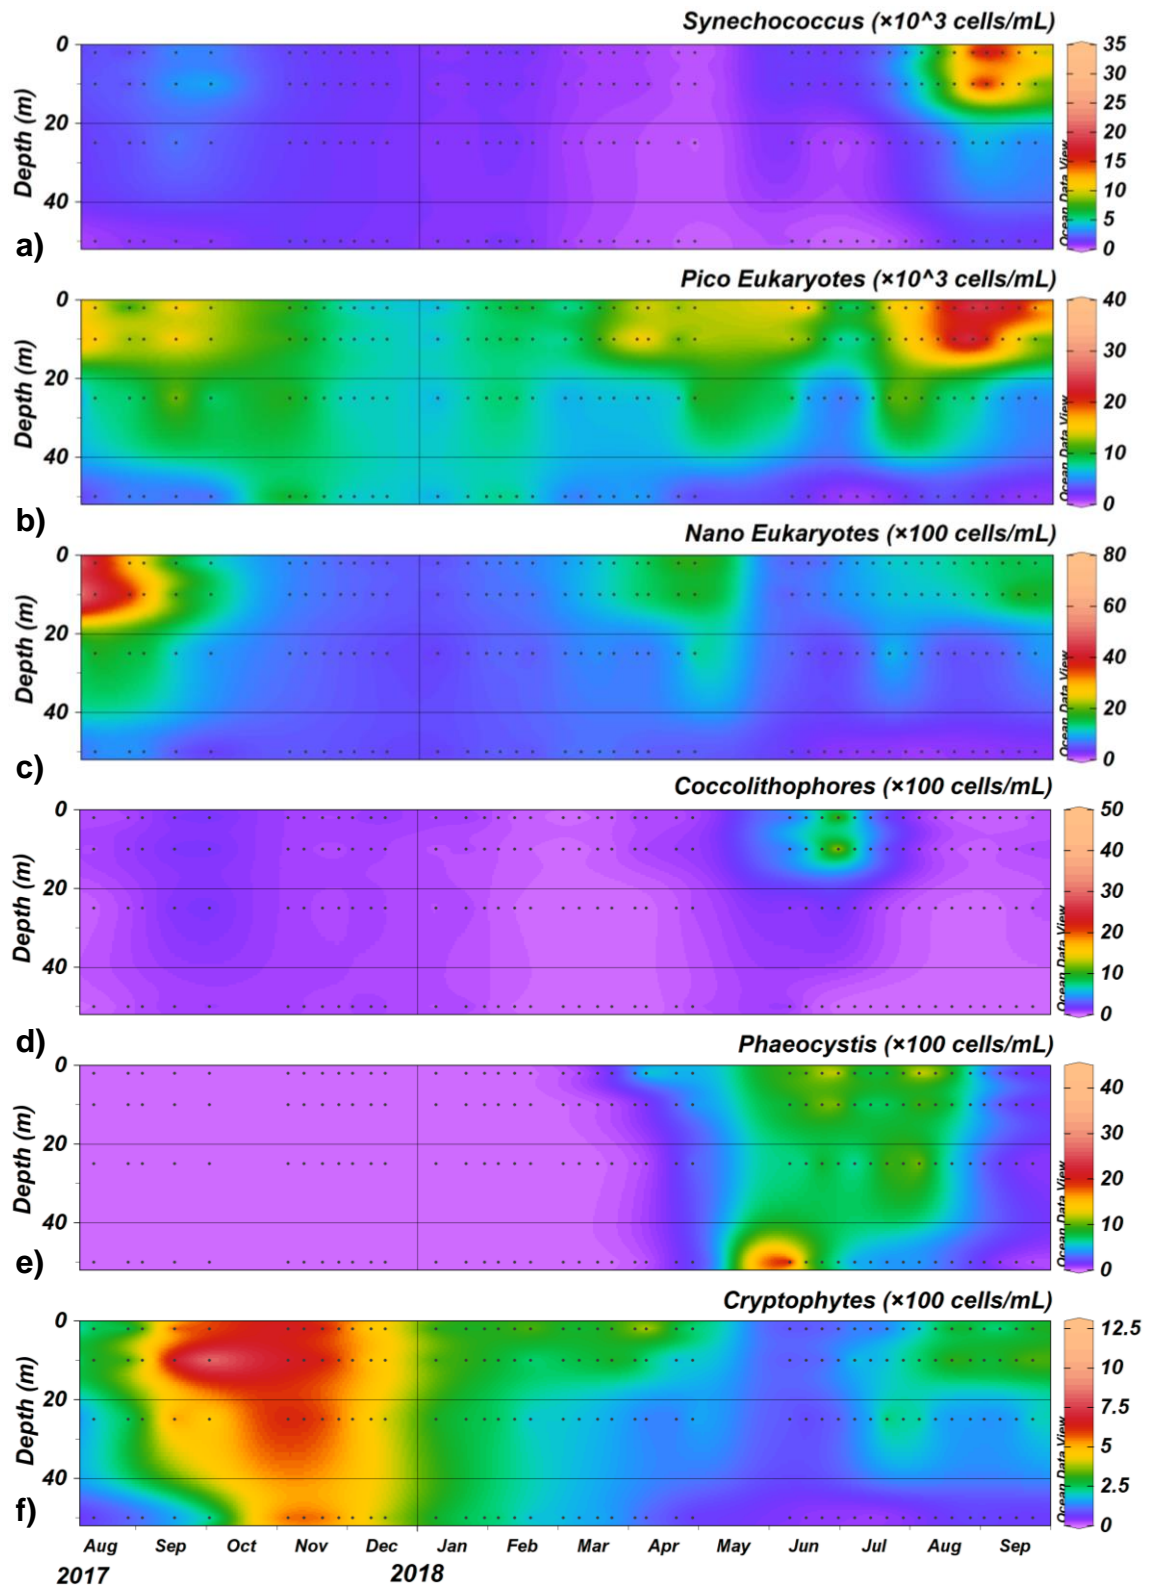 Synechococcus (×10^3 cells/mL)
0
20
40
Depth (m)
a)
35
30
25
20
15
10
5
0
Ocean Data View
Pico Eukaryotes (×10^3 cells/mL)
0
20
40
Depth (m)
b)
40
30
20
10
0
Ocean Data View
Nano Eukaryotes (×100 cells/mL)
0
20
40
Depth (m)
c)
80
60
40
20
0
Ocean Data View
Coccolithophores (×100 cells/mL)
0
20
40
Depth (m)
d)
50
40
30
20
10
0
Ocean Data View
Phaeocystis (×100 cells/mL)
0
20
40
Depth (m)
e)
40
30
20
10
0
Ocean Data View
Cryptophytes (×100 cells/mL)
0
20
40
Depth (m)
f)
12.5
10
7.5
5
2.5
0
Ocean Data View
Aug Sep Oct Nov Dec Jan Feb Mar Apr May Jun Jul Aug Sep
2017 2018